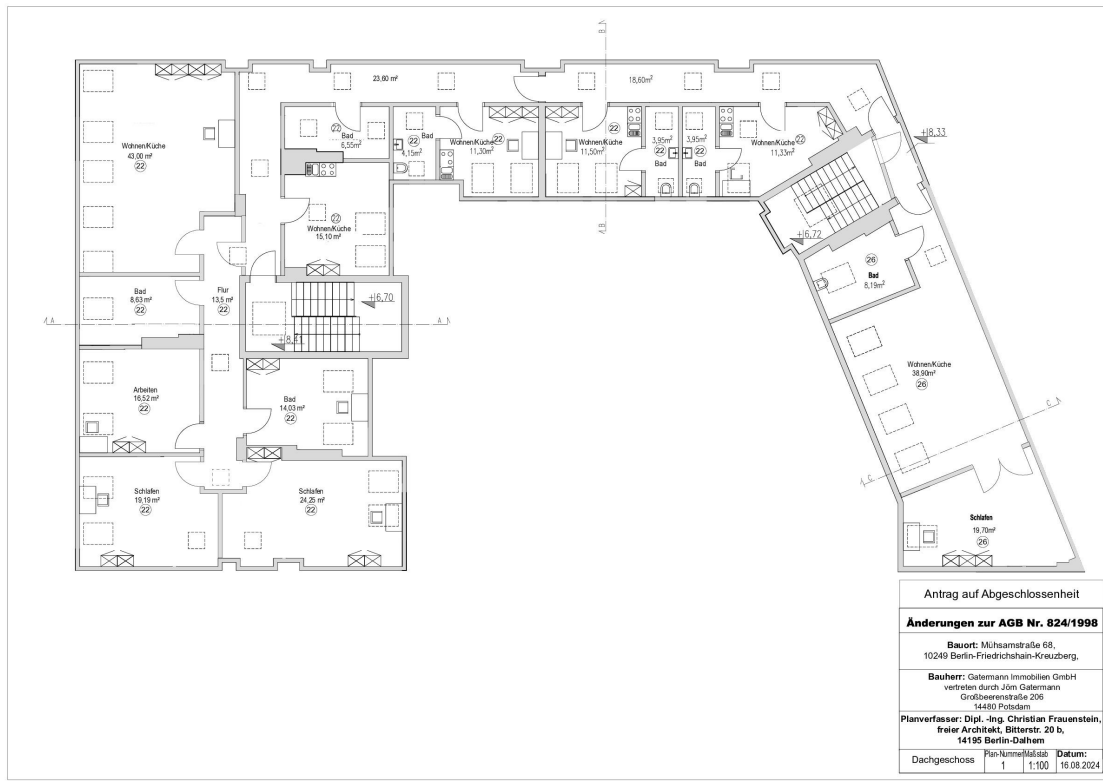 B
23,60 m²
18,60m²
Wohnen/Küche
43,00 m²
22
22
Bad
6,55m²
Bad
22
4,15m²
22
Wohnen/Küche
11,30m²
22
Wohnen/Küche
11,50m²
3,95m²
22
Bad
3,95m²
22
Bad
22
Wohnen/Küche
11,33m²
+18,33
22
Wohnen/Küche
15,10 m²
B
+16,72
26
Bad
8,19m²
Bad
8,63 m²
22
Flur
13,5 m²
22
+16,70
A
A
+18,41
Wohnen/Küche
38,90m²
26
Arbeiten
16,52 m²
22
Bad
14,03 m²
22
C
C
Schlafen
19,19 m²
22
Schlafen
24,25 m²
22
Schlafen
19,70m²
26
Antrag auf Abgeschlossenheit
Änderungen zur AGB Nr. 824/1998
Bauort: Mühsamstraße 68,
10249 Berlin-Friedrichshain-Kreuzberg,
Bauherr: Gatermann Immobilien GmbH
vertreten durch Jörn Gatermann
Großbeerenstraße 206
14480 Potsdam
Planverfasser: Dipl. -Ing. Christian Frauenstein,
freier Architekt, Bitterstr. 20 b,
14195 Berlin-Dalhem
Dachgeschoss
Plan-Nummer
1
Maßstab
1:100
Datum:
16.08.2024